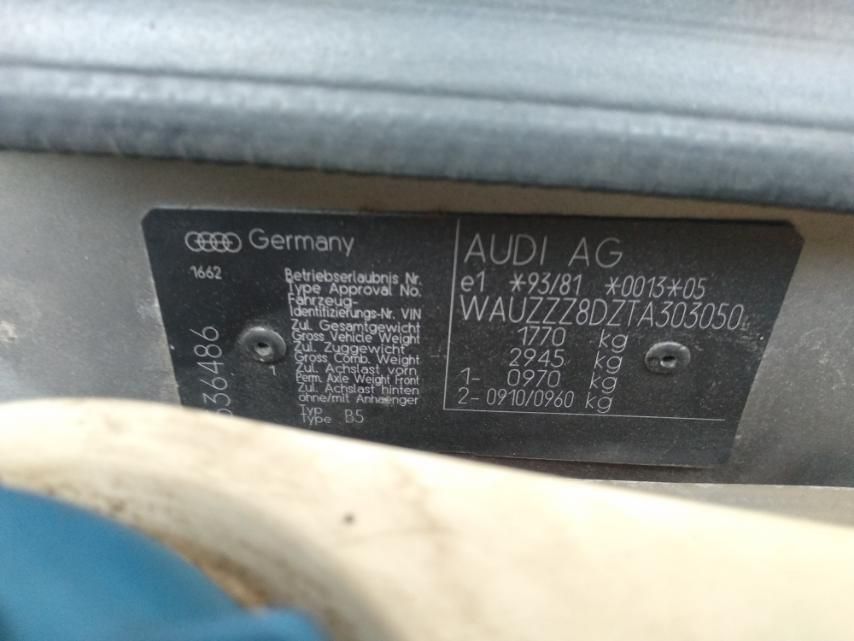 Germany
AUDI AG
1662
Betriebserlaubnis Nr.
Type Approval No.
e1 *93/81 *0013*05
Fahrzeug-
Identifizierungs-Nr. VIN
WAUZZZ8DZTA303050
Zul. Gesamtgewicht
Gross Vehicle Weight
1770 kg
Zul. Zuggewicht
Gross Comb. Weight
2945 kg
1
Zul. Achslast vorn
Perm. Axle Weight Front
1- 0970 kg
Zul. Achslast hinten
ohne/mit Anhaenger
2- 0910/0960 kg
Typ
Type B5
36486